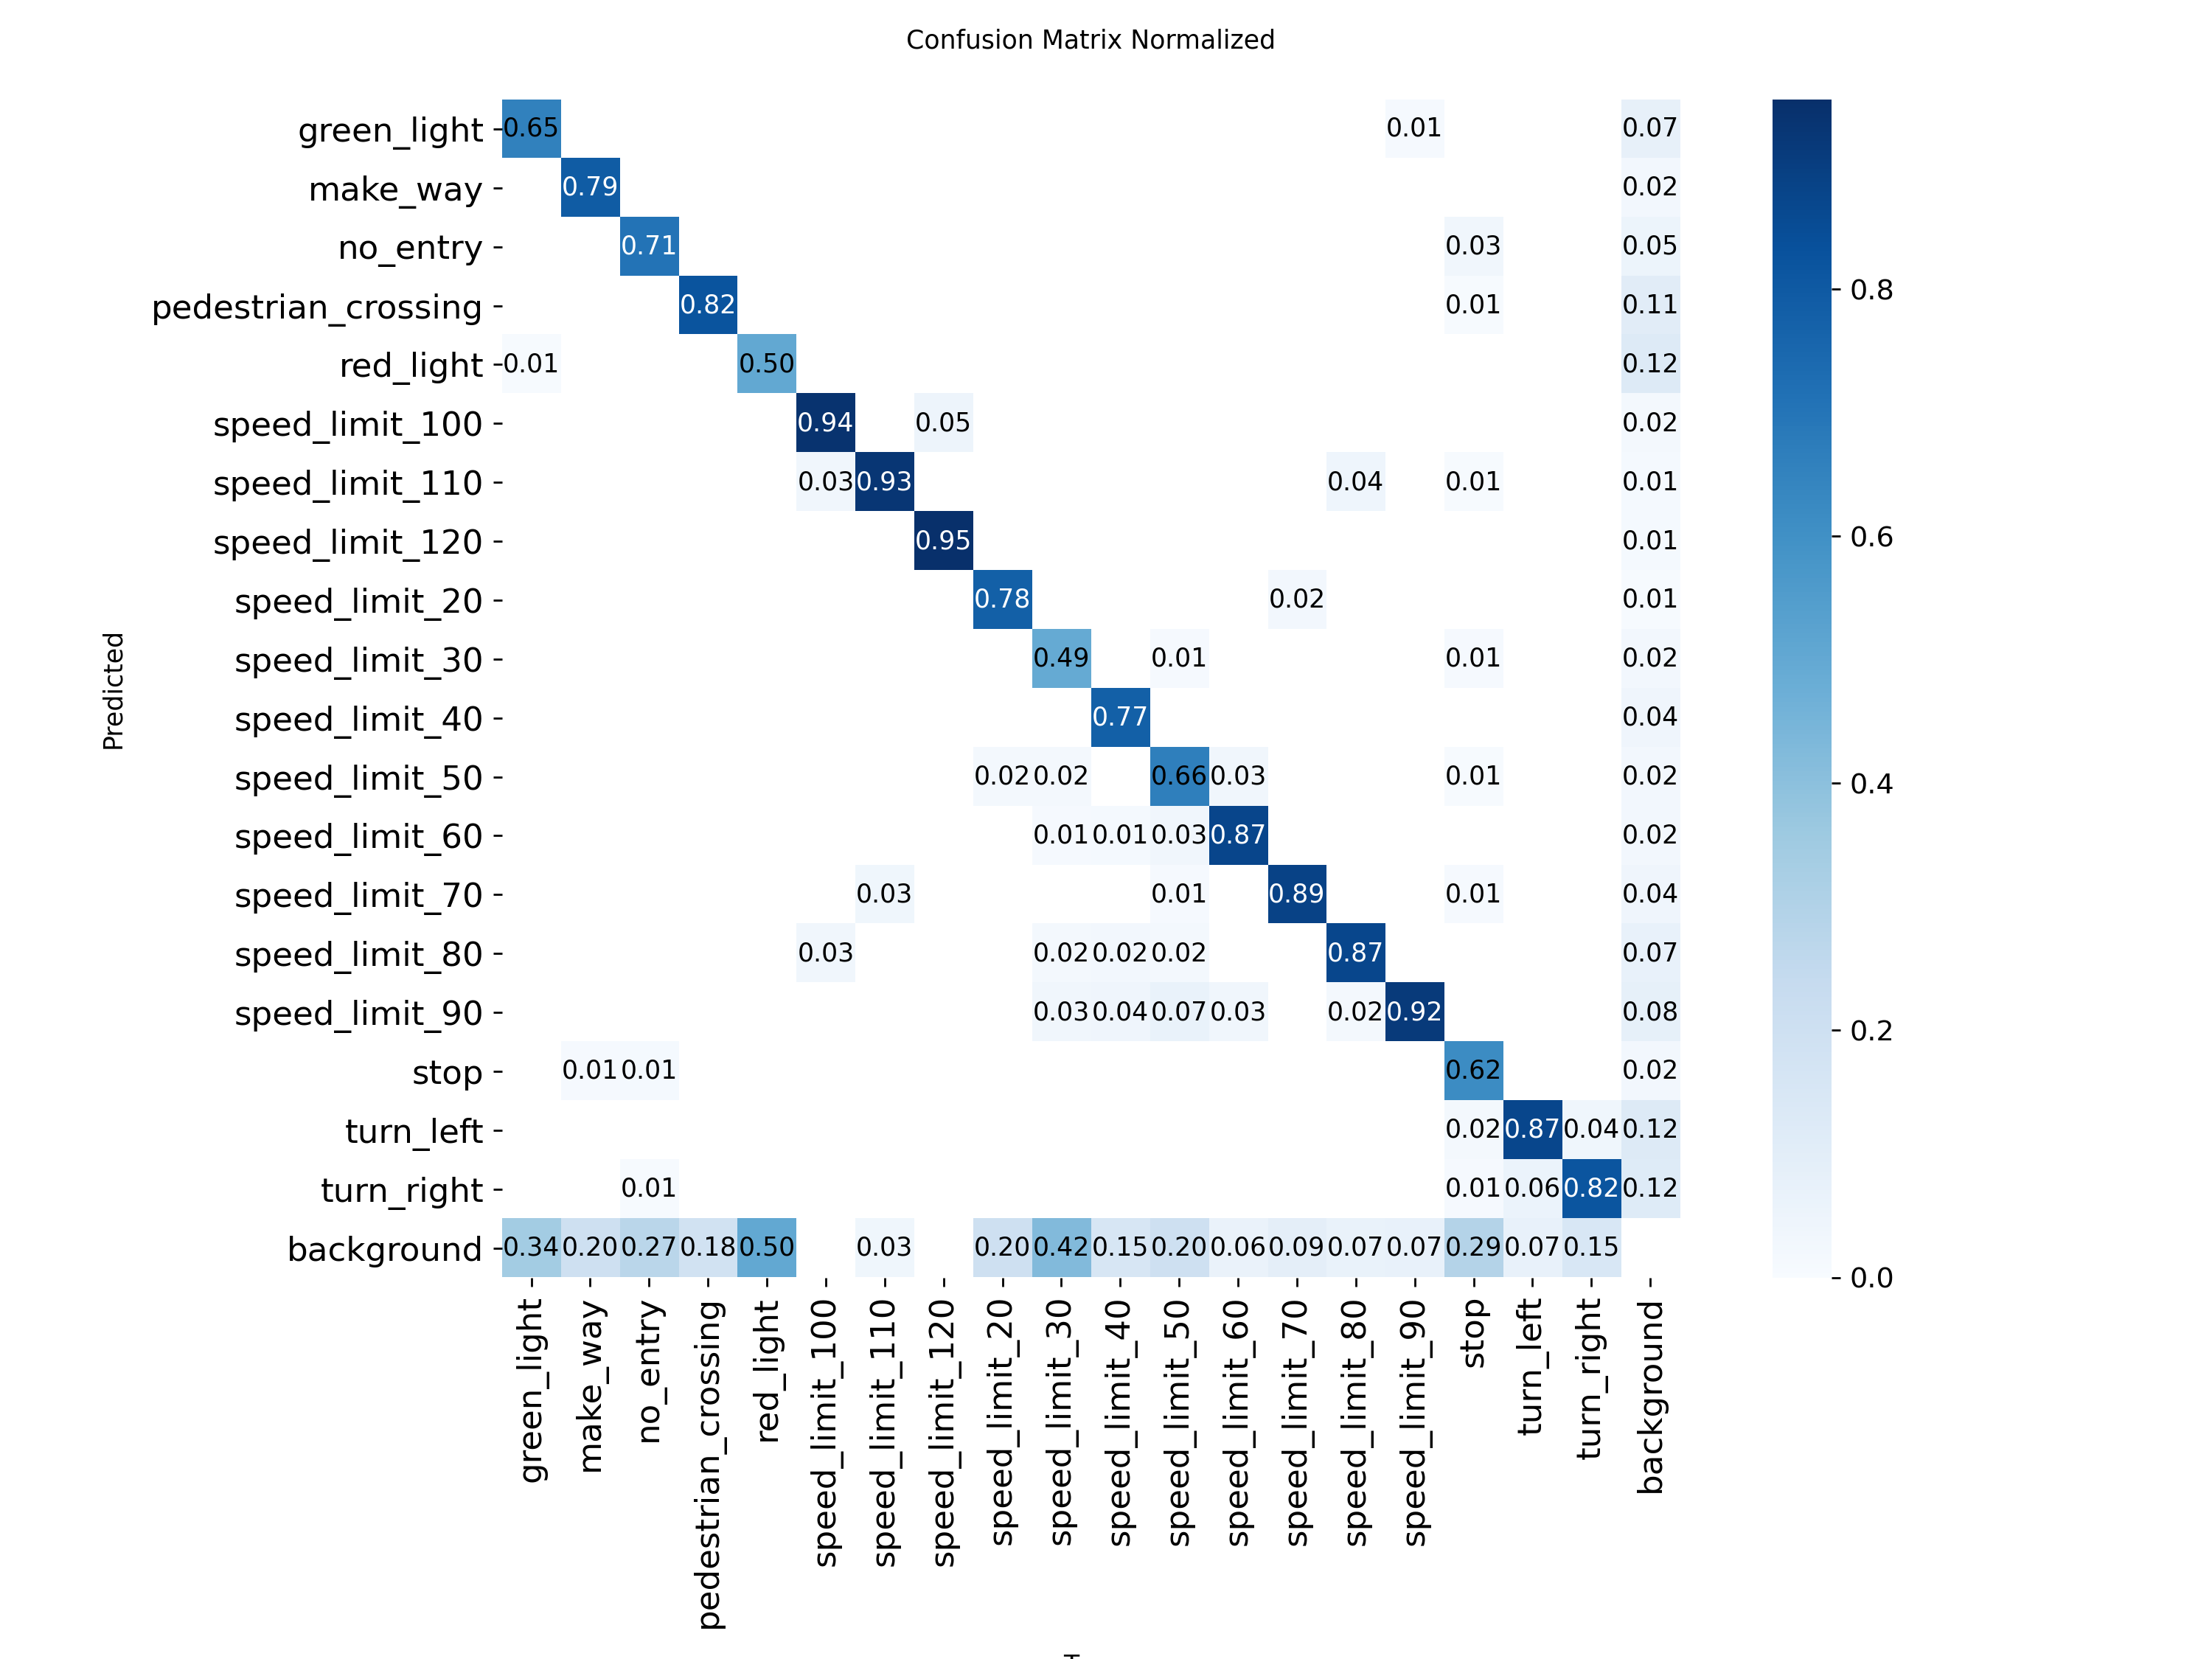 Confusion Matrix Normalized
green_light 0.65 0.01 0.07
make_way 0.79 0.02
no_entry 0.71 0.03 0.05
pedestrian_crossing 0.82 0.01 0.11
red_light 0.01 0.50 0.12
speed_limit_100 0.94 0.05 0.02
speed_limit_110 0.03 0.93 0.04 0.01 0.01
speed_limit_120 0.95 0.01
speed_limit_20 0.78 0.02 0.01
speed_limit_30 0.49 0.01 0.01 0.02
speed_limit_40 0.77 0.04
speed_limit_50 0.02 0.02 0.66 0.03 0.01 0.02
speed_limit_60 0.01 0.01 0.03 0.87 0.02
speed_limit_70 0.03 0.01 0.89 0.01 0.04
speed_limit_80 0.03 0.02 0.02 0.02 0.87 0.07
speed_limit_90 0.03 0.04 0.07 0.03 0.02 0.92 0.08
stop 0.01 0.01 0.62 0.02
turn_left 0.02 0.87 0.04 0.12
turn_right 0.01 0.01 0.06 0.82 0.12
background 0.34 0.20 0.27 0.18 0.50 0.03 0.20 0.42 0.15 0.20 0.06 0.09 0.07 0.07 0.29 0.07 0.15
Predicted
green_light
make_way
no_entry
pedestrian_crossing
red_light
speed_limit_100
speed_limit_110
speed_limit_120
speed_limit_20
speed_limit_30
speed_limit_40
speed_limit_50
speed_limit_60
speed_limit_70
speed_limit_80
speed_limit_90
stop
turn_left
turn_right
background
0.8
0.6
0.4
0.2
0.0